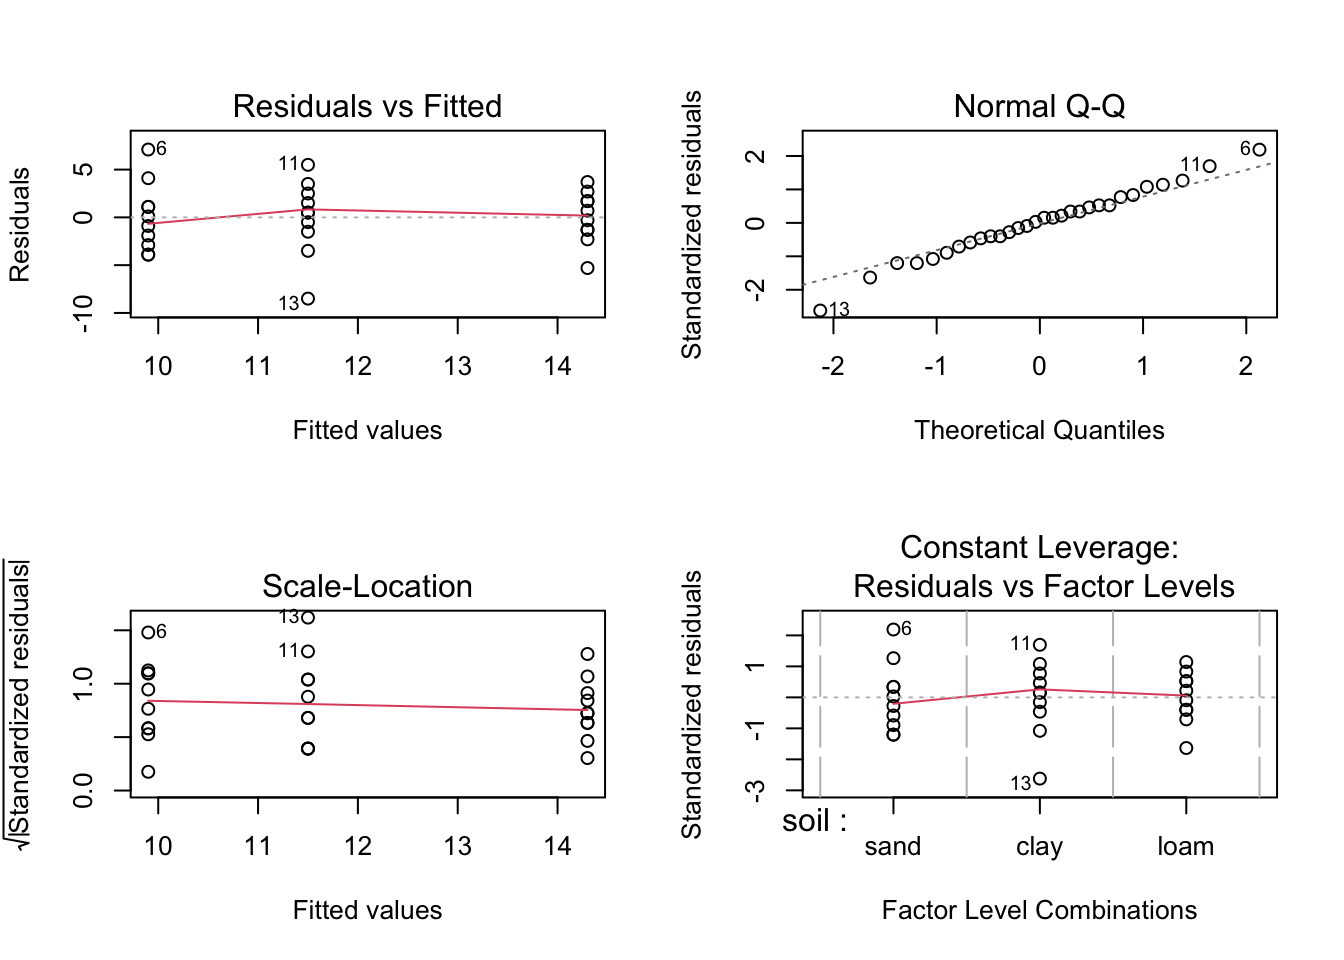 Residuals vs Fitted
Residuals
5
0
-10
6
11
13
10 11 12 13 14
Fitted values
Normal Q-Q
Standardized residuals
2
0
-2
6
11
13
-2 -1 0 1 2
Theoretical Quantiles
Scale-Location
√|Standardized residuals|
1.0
0.0
6
13
11
10 11 12 13 14
Fitted values
Constant Leverage:
Residuals vs Factor Levels
Standardized residuals
1
-1
-3
6
11
13
soil :
sand clay loam
Factor Level Combinations